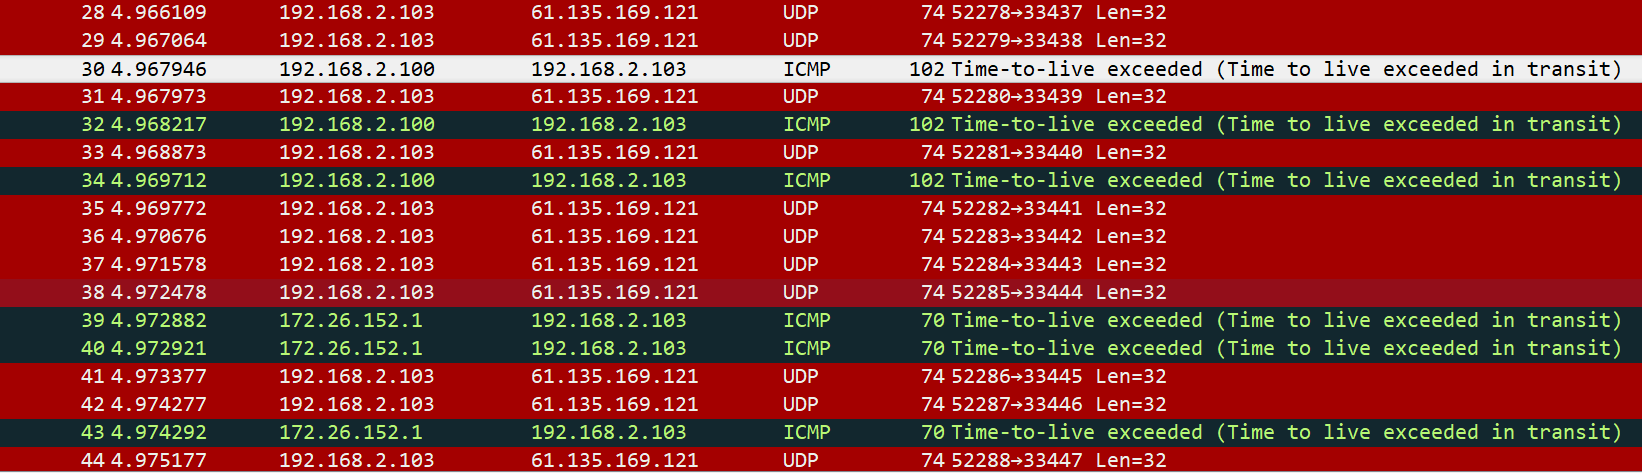 28 4.966109 192.168.2.103 61.135.169.121 UDP 74 52278→33437 Len=32
29 4.967064 192.168.2.103 61.135.169.121 UDP 74 52279→33438 Len=32
30 4.967946 192.168.2.100 192.168.2.103 ICMP 102 Time-to-live exceeded (Time to live exceeded in transit)
31 4.967973 192.168.2.103 61.135.169.121 UDP 74 52280→33439 Len=32
32 4.968217 192.168.2.100 192.168.2.103 ICMP 102 Time-to-live exceeded (Time to live exceeded in transit)
33 4.968873 192.168.2.103 61.135.169.121 UDP 74 52281→33440 Len=32
34 4.969712 192.168.2.100 192.168.2.103 ICMP 102 Time-to-live exceeded (Time to live exceeded in transit)
35 4.969772 192.168.2.103 61.135.169.121 UDP 74 52282→33441 Len=32
36 4.970676 192.168.2.103 61.135.169.121 UDP 74 52283→33442 Len=32
37 4.971578 192.168.2.103 61.135.169.121 UDP 74 52284→33443 Len=32
38 4.972478 192.168.2.103 61.135.169.121 UDP 74 52285→33444 Len=32
39 4.972882 172.26.152.1 192.168.2.103 ICMP 70 Time-to-live exceeded (Time to live exceeded in transit)
40 4.972921 172.26.152.1 192.168.2.103 ICMP 70 Time-to-live exceeded (Time to live exceeded in transit)
41 4.973377 192.168.2.103 61.135.169.121 UDP 74 52286→33445 Len=32
42 4.974277 192.168.2.103 61.135.169.121 UDP 74 52287→33446 Len=32
43 4.974292 172.26.152.1 192.168.2.103 ICMP 70 Time-to-live exceeded (Time to live exceeded in transit)
44 4.975177 192.168.2.103 61.135.169.121 UDP 74 52288→33447 Len=32